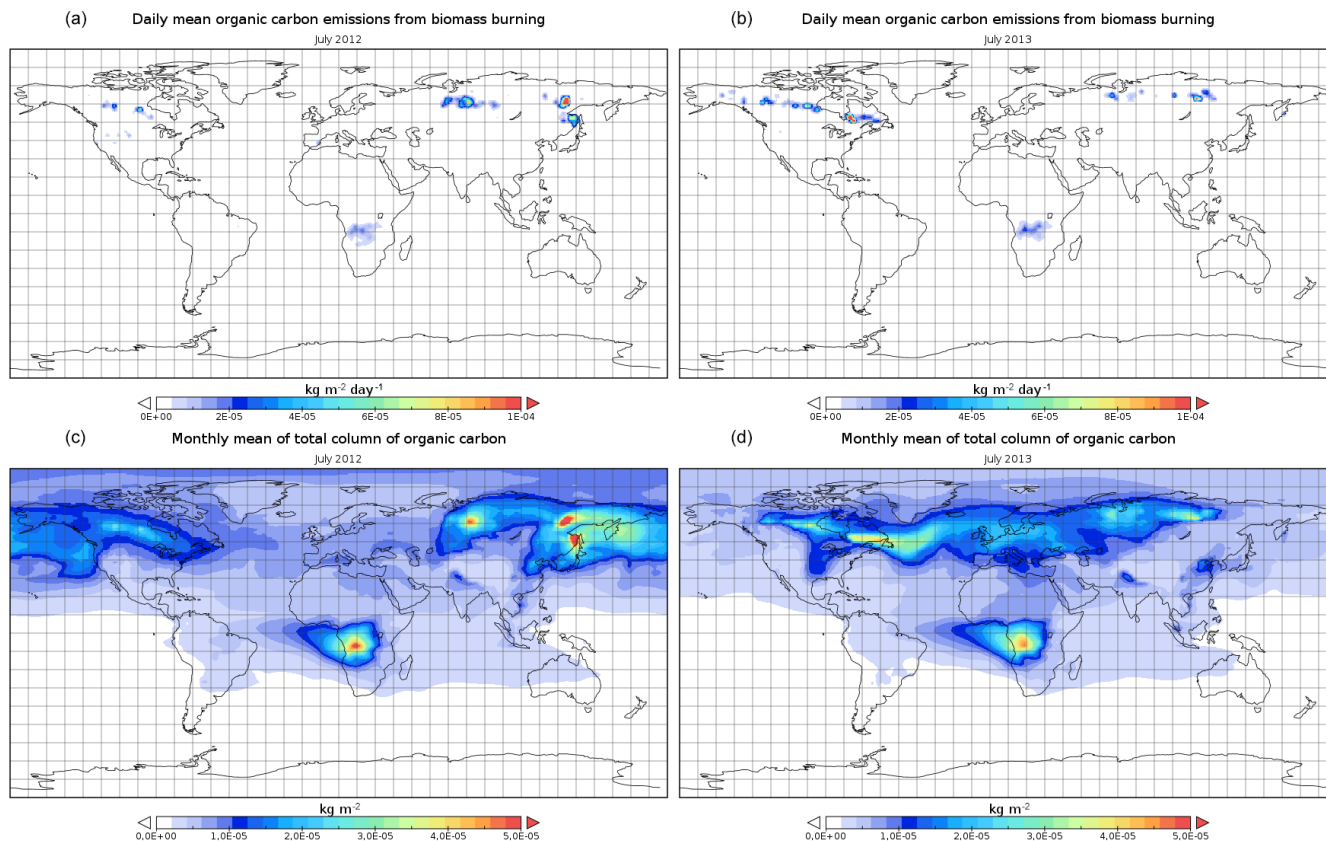 (a)
Daily mean organic carbon emissions from biomass burning
July 2012
kg m⁻² day⁻¹
0E+00 2E-05 4E-05 6E-05 8E-05 1E-04
(b)
Daily mean organic carbon emissions from biomass burning
July 2013
kg m⁻² day⁻¹
0E+00 2E-05 4E-05 6E-05 8E-05 1E-04
(c)
Monthly mean of total column of organic carbon
July 2012
kg m⁻²
0,0E+00 1,0E-05 2,0E-05 3,0E-05 4,0E-05 5,0E-05
(d)
Monthly mean of total column of organic carbon
July 2013
kg m⁻²
0,0E+00 1,0E-05 2,0E-05 3,0E-05 4,0E-05 5,0E-05